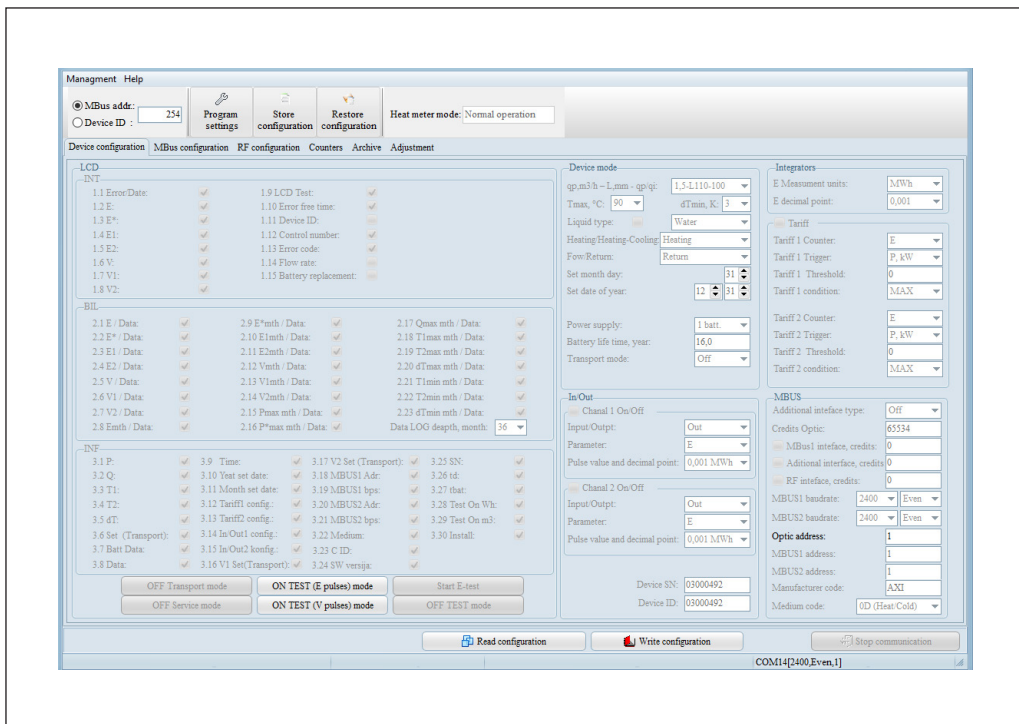 Managment Help
MBus addr.: 254
Device ID :
Program settings
Store configuration
Restore configuration
Heat meter mode: Normal operation
Device configuration MBus configuration RF configuration Counters Archive Adjustment
LCD
INT
1.1 Error/Date:
1.2 E:
1.3 E*:
1.4 E1:
1.5 E2:
1.6 V:
1.7 V1:
1.8 V2:
1.9 LCD Test:
1.10 Error free time:
1.11 Device ID:
1.12 Control number:
1.13 Error code:
1.14 Flow rate:
1.15 Battery replacement:
BIL
2.1 E / Data:
2.2 E* / Data:
2.3 E1 / Data:
2.4 E2 / Data:
2.5 V / Data:
2.6 V1 / Data:
2.7 V2 / Data:
2.8 Emth / Data:
2.9 E*mth / Data:
2.10 E1mth / Data:
2.11 E2mth / Data:
2.12 Vmth / Data:
2.13 V1mth / Data:
2.14 V2mth / Data:
2.15 Pmax mth / Data:
2.16 P*max mth / Data:
2.17 Qmax mth / Data:
2.18 T1max mth / Data:
2.19 T2max mth / Data:
2.20 dTmax mth / Data:
2.21 T1min mth / Data:
2.22 T2min mth / Data:
2.23 dTmin mth / Data:
Data LOG deapth, month: 36
INF
3.1 P:
3.2 Q:
3.3 T1:
3.4 T2:
3.5 dT:
3.6 Set (Transport):
3.7 Batt Data:
3.8 Data:
3.9 Time:
3.10 Yeat set date:
3.11 Month set date:
3.12 Tariff1 config.:
3.13 Tariff2 config.:
3.14 In/Out1 config.:
3.15 In/Out2 konfig.:
3.16 V1 Set(Transport):
3.17 V2 Set (Transport):
3.18 MBUS1 Adr:
3.19 MBUS1 bps:
3.20 MBUS2 Adr:
3.21 MBUS2 bps:
3.22 Medium:
3.23 C ID:
3.24 SW versija:
3.25 SN:
3.26 td:
3.27 tbat:
3.28 Test On Wh:
3.29 Test On m3:
3.30 Install:
OFF Transport mode ON TEST (E pulses) mode Start E-test
OFF Service mode ON TEST (V pulses) mode OFF TEST mode
Device mode
qp,m3/h – L,mm - qp/qi: 1,5-L110-100
Tmax, °C: 90 dTmin, K: 3
Liquid type: Water
Heating/Heating-Cooling: Heating
Fow/Return: Return
Set month day: 31
Set date of year: 12 31
Power supply: 1 batt.
Battery life time, year: 16,0
Transport mode: Off
In/Out
Chanal 1 On/Off
Input/Outpt: Out
Parameter: E
Pulse value and decimal point: 0,001 MWh
Chanal 2 On/Off
Input/Outpt: Out
Parameter: E
Pulse value and decimal point: 0,001 MWh
Device SN: 03000492
Device ID: 03000492
Integrators
E Measument units: MWh
E decimal point: 0,001
Tariff
Tariff 1 Counter: E
Tariff 1 Trigger: P, kW
Tariff 1 Threshold: 0
Tariff 1 condition: MAX
Tariff 2 Counter: E
Tariff 2 Trigger: P, kW
Tariff 2 Threshold: 0
Tariff 2 condition: MAX
MBUS
Additional inteface type: Off
Credits Optic: 65534
MBus1 inteface, credits: 0
Aditional interface, credits 0
RF inteface, credits: 0
MBUS1 baudrate: 2400 Even
MBUS2 baudrate: 2400 Even
Optic address: 1
MBUS1 address: 1
MBUS2 address: 1
Manufacturer code: AXI
Medium code: 0D (Heat/Cold)
Read configuration Write configuration Stop communication
COM14[2400,Even,1]